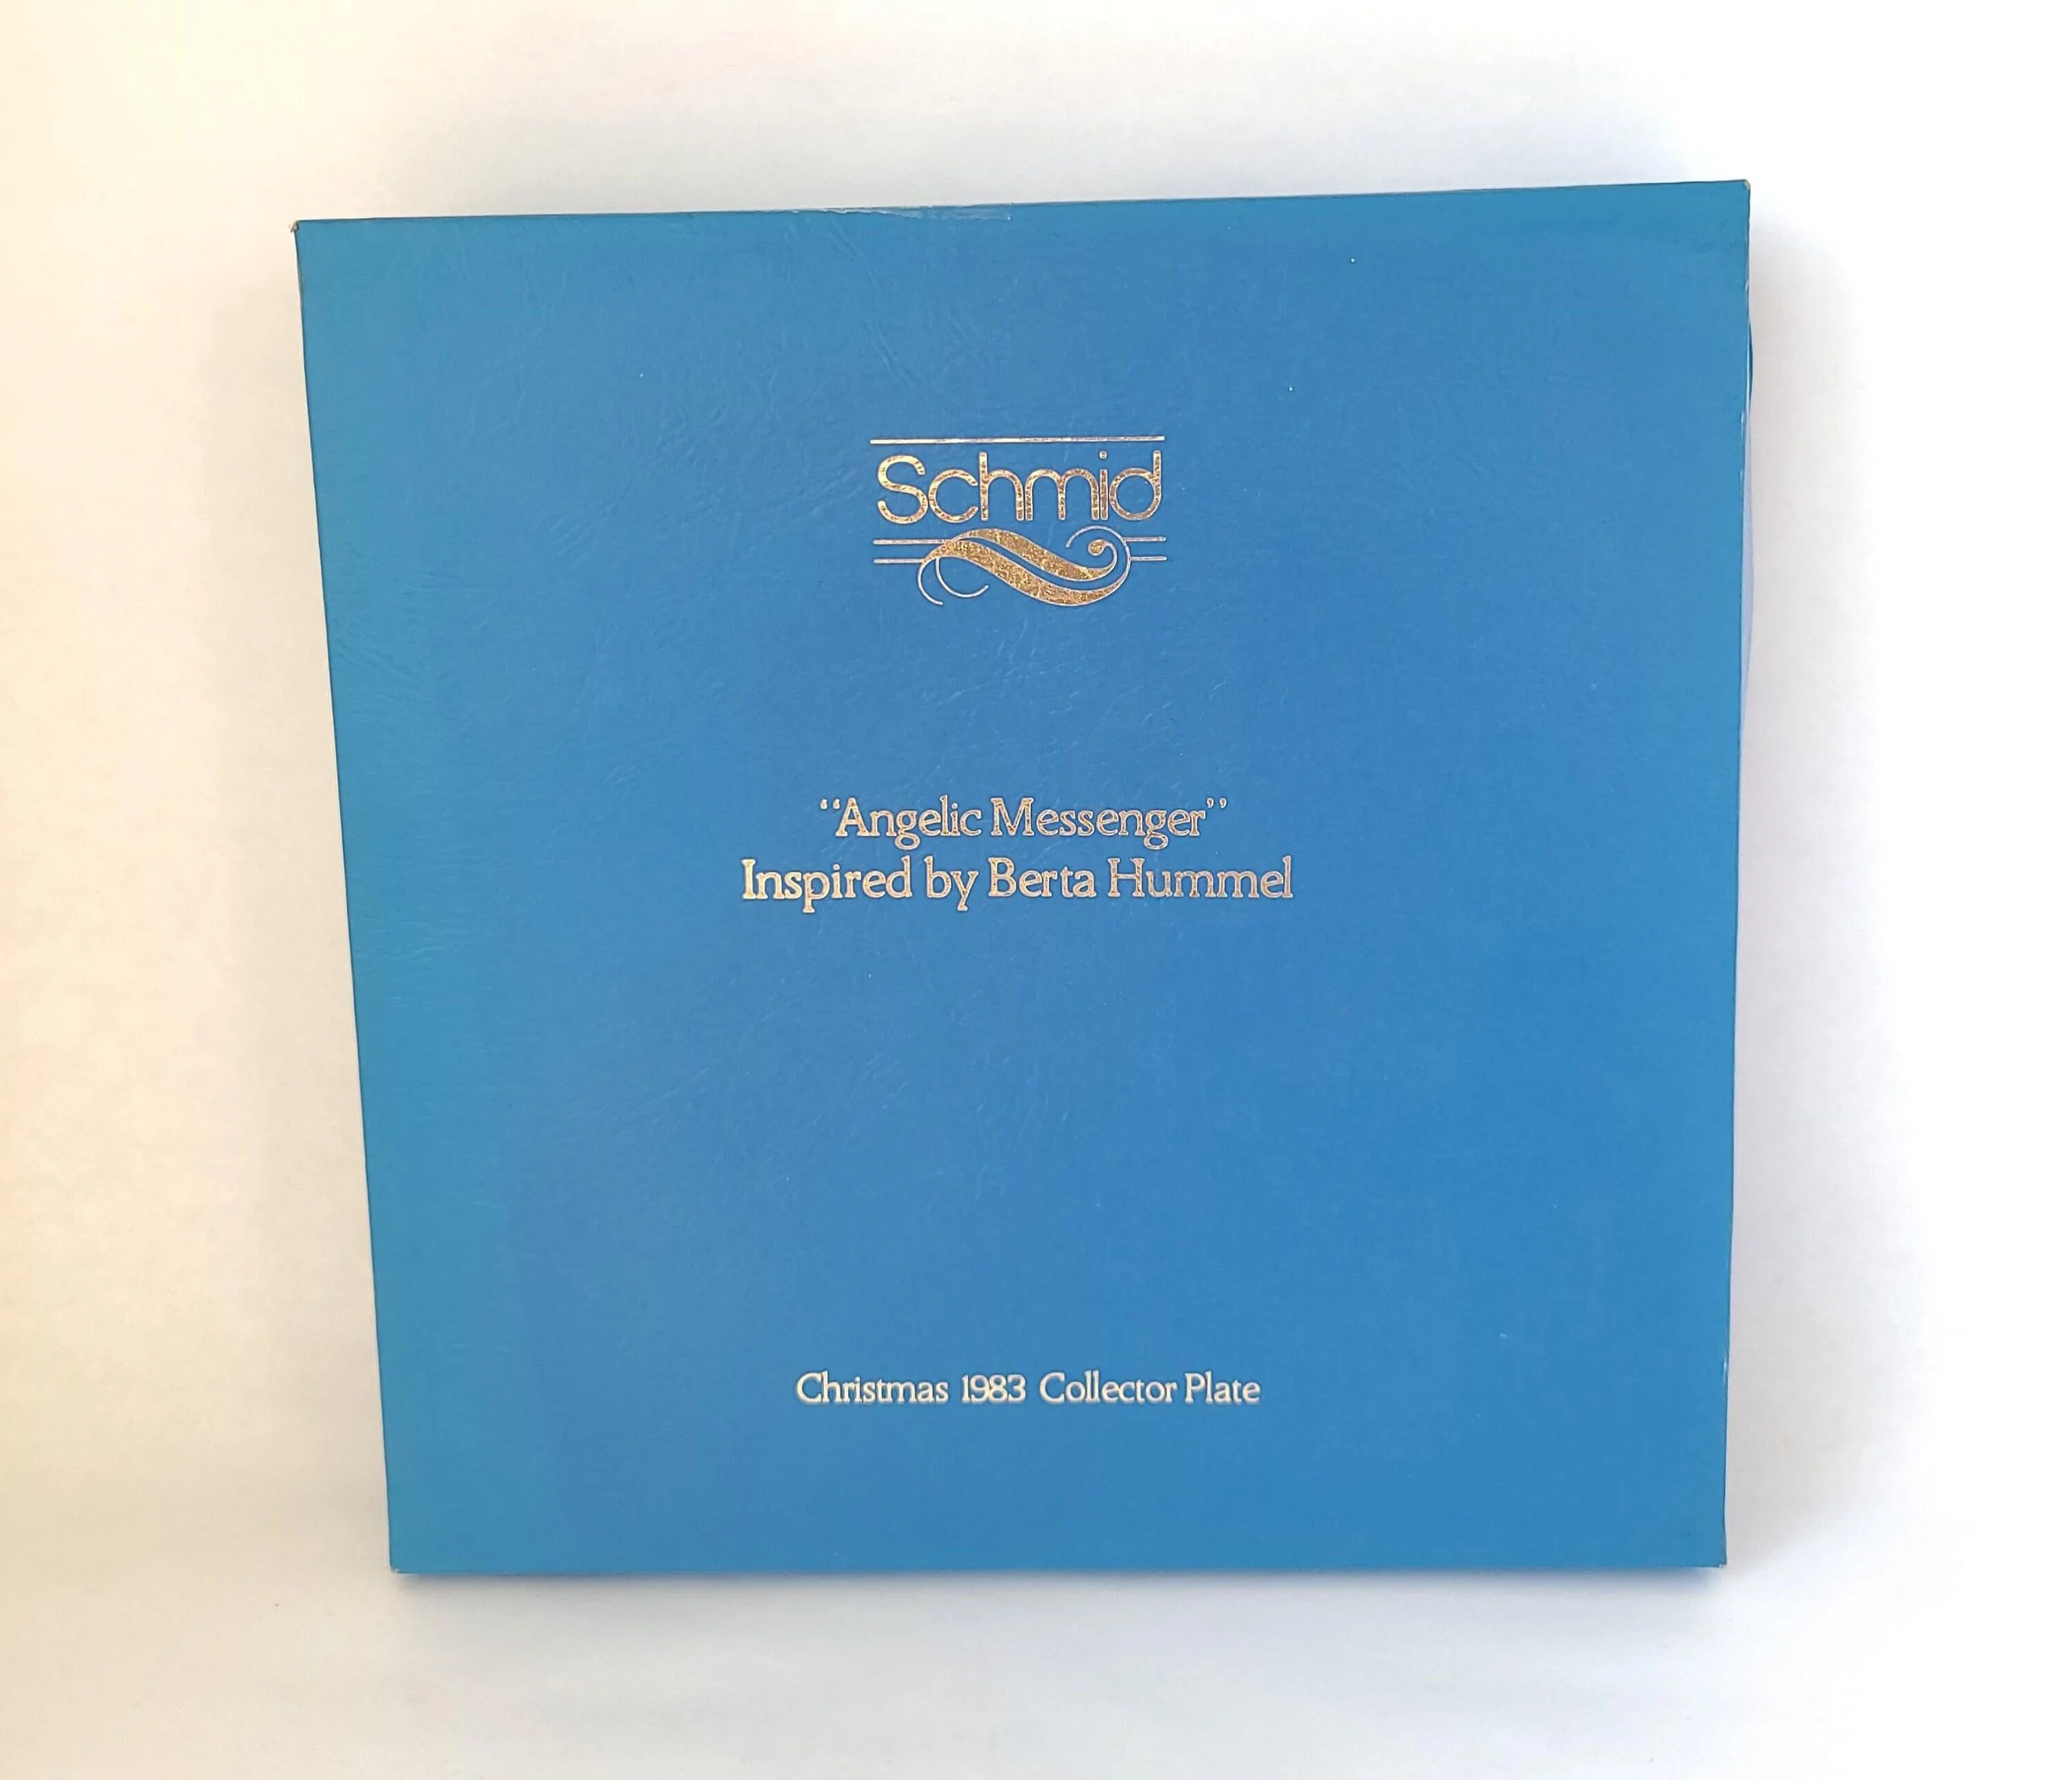 Schmid
“Angelic Messenger”
Inspired by Berta Hummel
Christmas 1983 Collector Plate